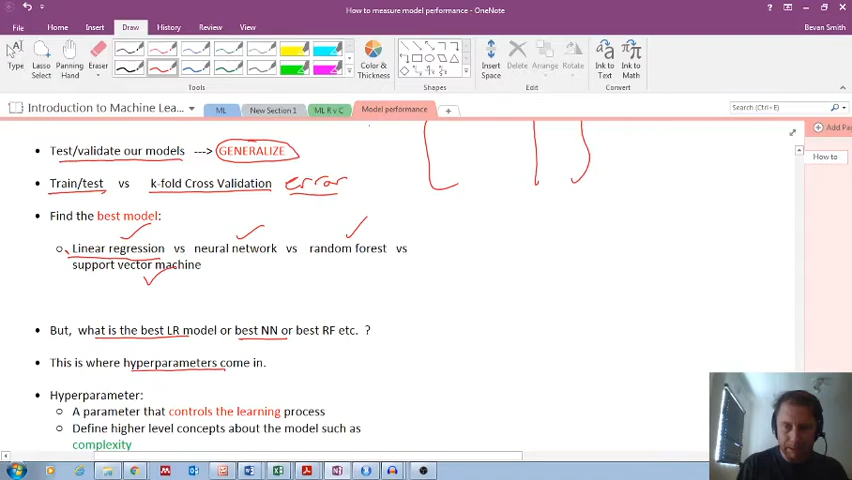 How to measure model performance - OneNote
Bevan Smith
File Home Insert Draw History Review View
Type Lasso Select Panning Hand Eraser Color & Thickness Insert Space Delete Arrange Rotate Ink to Text Ink to Math
Tools Shapes Edit Convert
Introduction to Machine Lea... ML New Section 1 ML R v C Model performance + Search (Ctrl+E)
Add Pa
How to
• Test/validate our models ---> GENERALIZE
• Train/test vs k-fold Cross Validation error
• Find the best model:
Linear regression vs neural network vs random forest vs
support vector machine
• But, what is the best LR model or best NN or best RF etc. ?
• This is where hyperparameters come in.
• Hyperparameter:
A parameter that controls the learning process
Define higher level concepts about the model such as
complexity